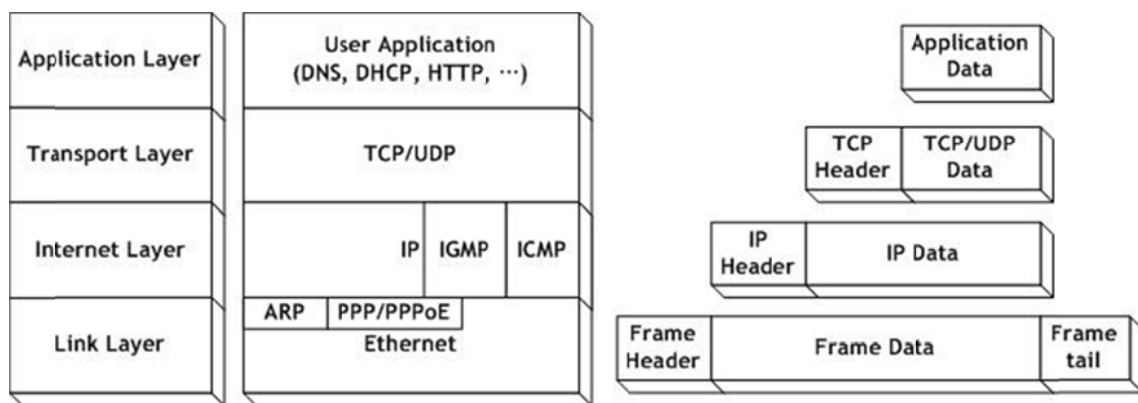 Application Layer
User Application
(DNS, DHCP, HTTP, ⋯)
Application
Data
Transport Layer
TCP/UDP
TCP
Header
TCP/UDP
Data
Internet Layer
IP
IGMP
ICMP
IP
Header
IP Data
ARP
PPP/PPPoE
Link Layer
Ethernet
Frame
Header
Frame Data
Frame
tail